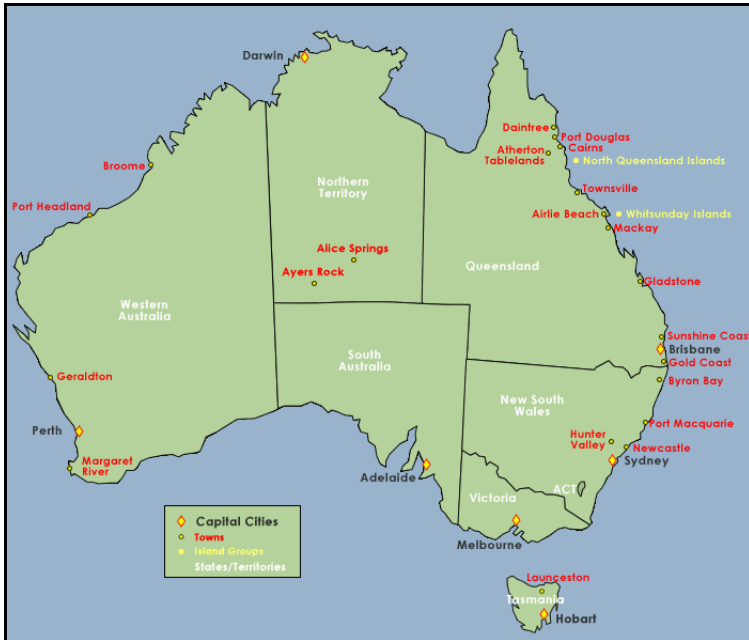 Darwin
Daintree
Port Douglas
Cairns
Atherton
Tablelands
North Queensland Islands
Broome
Northern
Territory
Townsville
Port Headland
Airlie Beach
Whitsunday Islands
Mackay
Alice Springs
Queensland
Ayers Rock
Gladstone
Western
Australia
Sunshine Coast
Brisbane
South
Australia
Gold Coast
Geraldton
Byron Bay
New South
Wales
Port Macquarie
Perth
Hunter
Valley
Newcastle
Sydney
Margaret
River
Adelaide
ACT
Victoria
Melbourne
Capital Cities
Towns
Island Groups
States/Territories
Launceston
Tasmania
Hobart